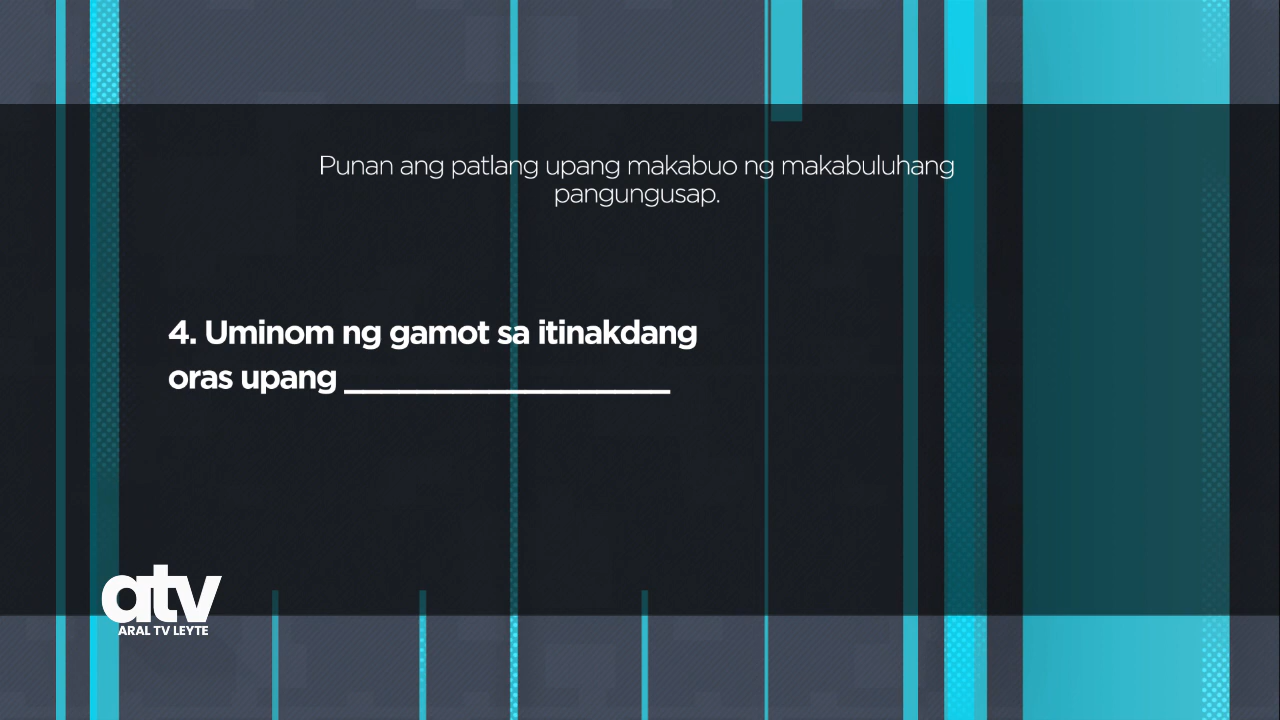 Punan ang patlang upang makabuo ng makabuluhang
pangungusap.
4. Uminom ng gamot sa itinakdang
oras upang ___________________
atv
ARAL TV LEYTE